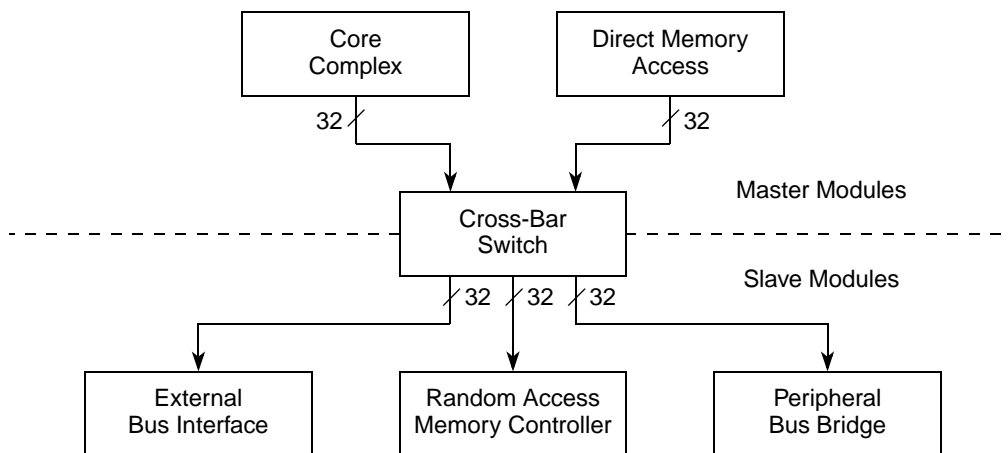 Core
Complex
Direct Memory
Access
32
32
Master Modules
Cross-Bar
Switch
Slave Modules
32
32
32
External
Bus Interface
Random Access
Memory Controller
Peripheral
Bus Bridge